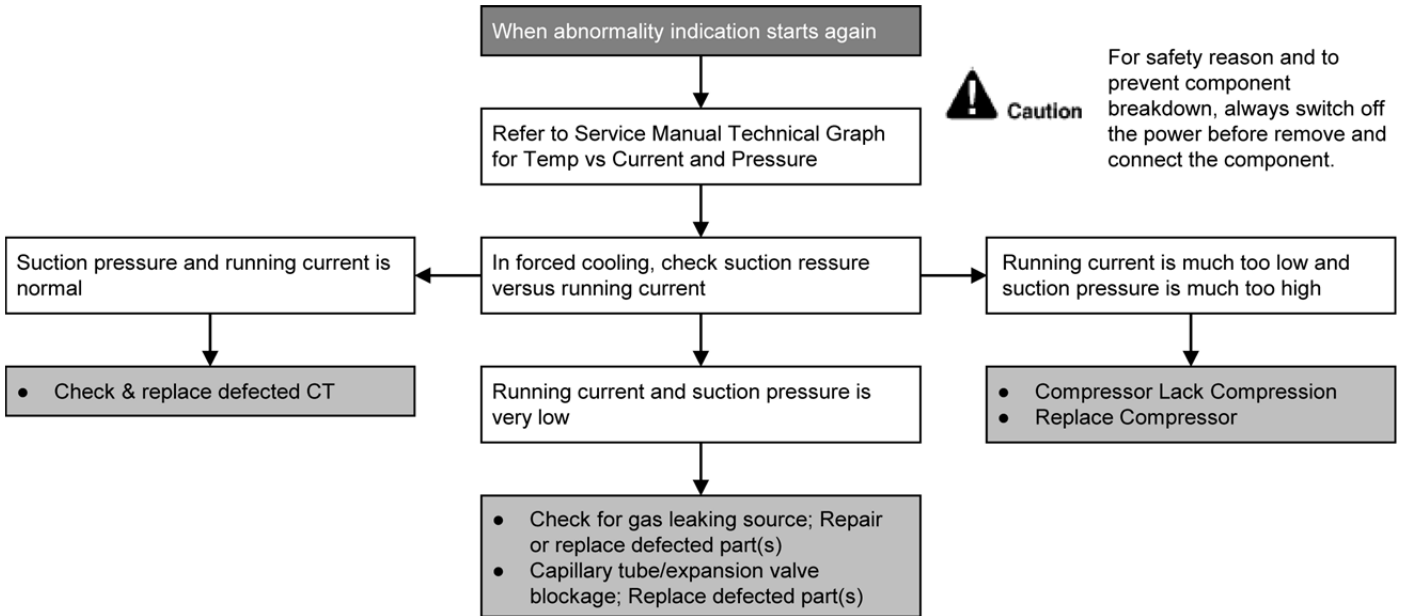 When abnormality indication starts again
For safety reason and to
prevent component
breakdown, always switch off
the power before remove and
connect the component.
Caution
Refer to Service Manual Technical Graph
for Temp vs Current and Pressure
Suction pressure and running current is
normal
In forced cooling, check suction ressure
versus running current
Running current is much too low and
suction pressure is much too high
● Check & replace defected CT
Running current and suction pressure is
very low
● Compressor Lack Compression
● Replace Compressor
● Check for gas leaking source; Repair
or replace defected part(s)
● Capillary tube/expansion valve
blockage; Replace defected part(s)